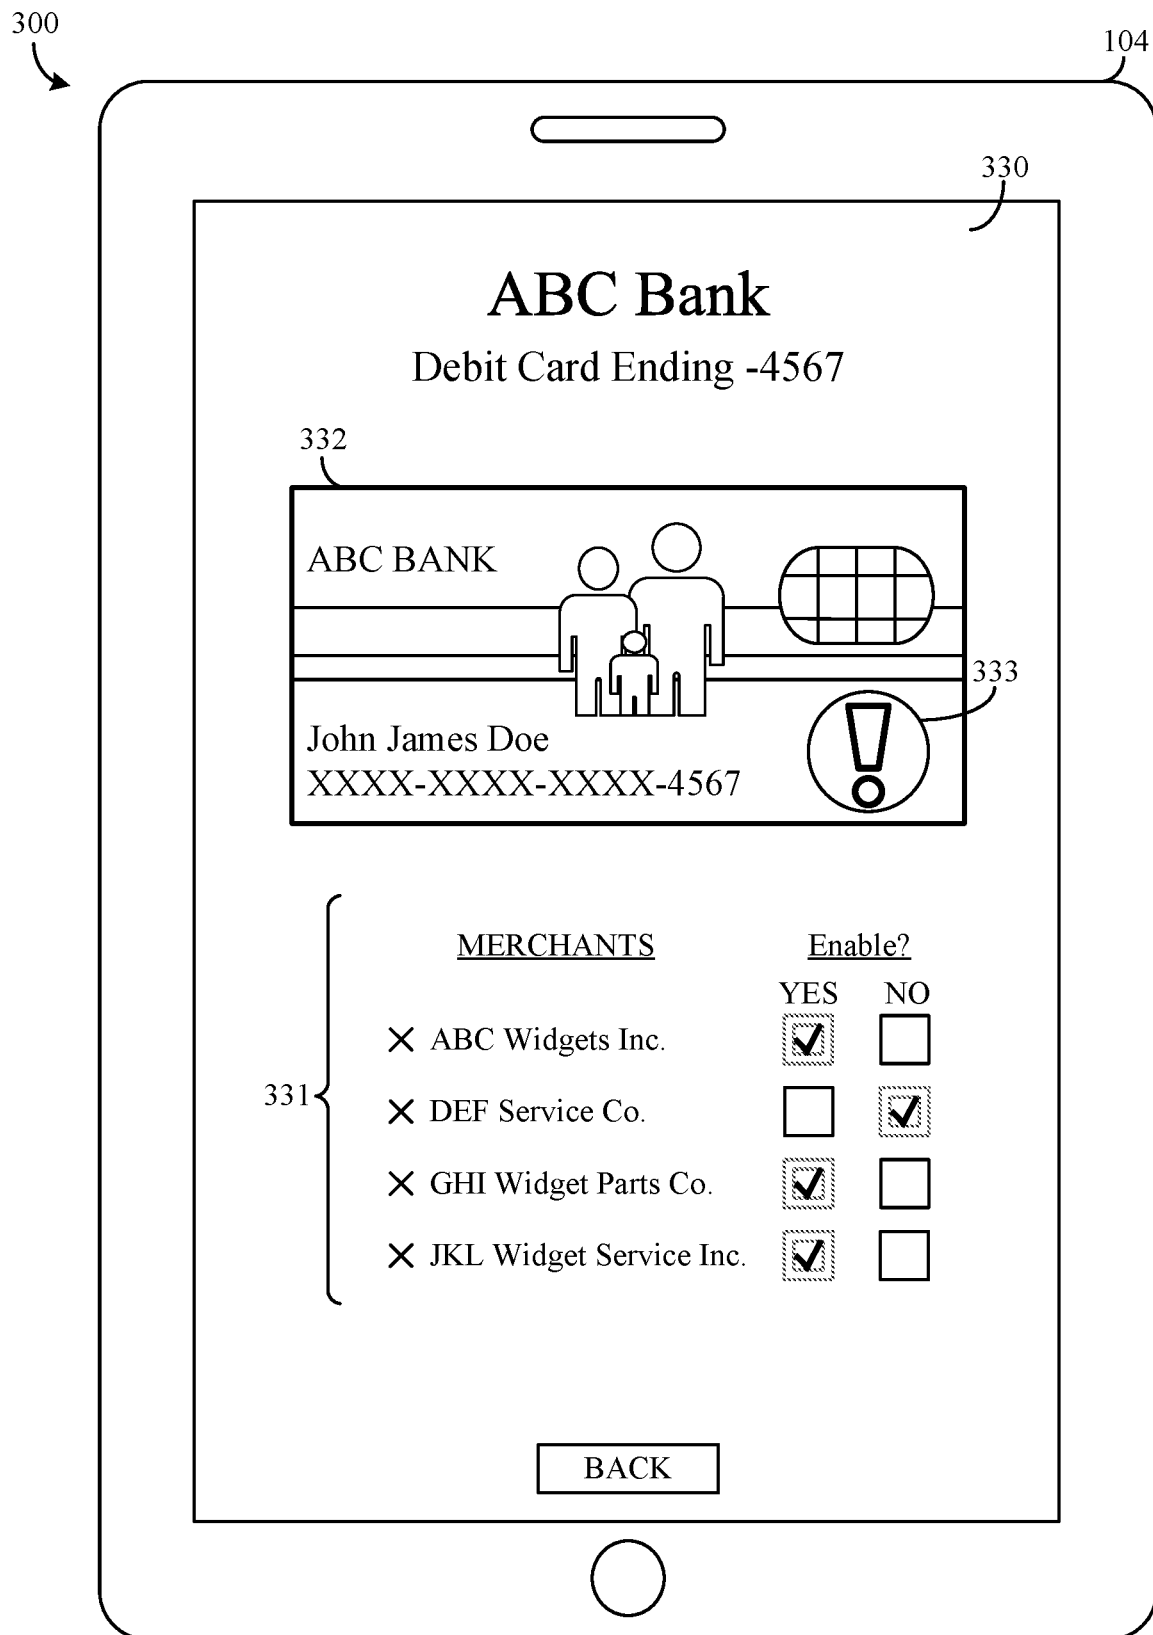 300
104
330
ABC Bank
Debit Card Ending -4567
332
ABC BANK
333
John James Doe
XXXX-XXXX-XXXX-4567
MERCHANTS Enable?
YES NO
ABC Widgets Inc.
331
DEF Service Co.
GHI Widget Parts Co.
JKL Widget Service Inc.
BACK